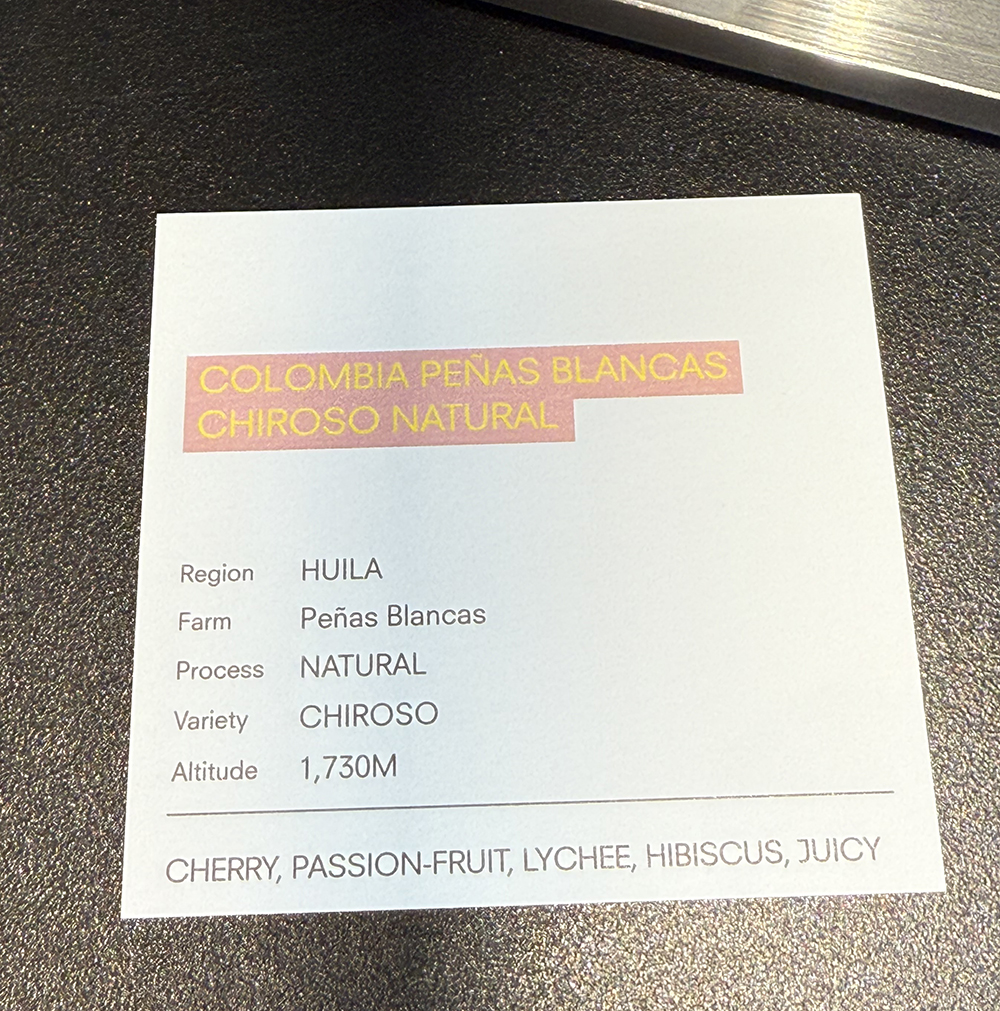 COLOMBIA PEÑAS BLANCAS
CHIROSO NATURAL
Region HUILA
Farm Peñas Blancas
Process NATURAL
Variety CHIROSO
Altitude 1,730M
CHERRY, PASSION-FRUIT, LYCHEE, HIBISCUS, JUICY